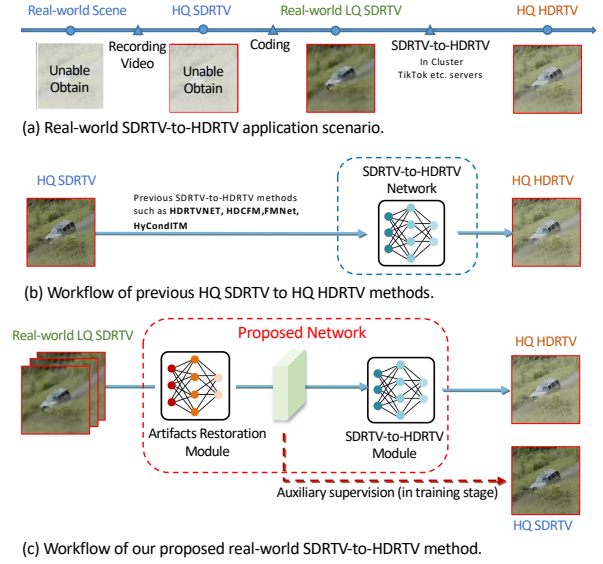 Real-world Scene
HQ SDRTV
Real-world LQ SDRTV
HQ HDRTV
Recording
Video
Coding
SDRTV-to-HDRTV
In Cluster
TikTok etc. servers
Unable
Obtain
Unable
Obtain
(a) Real-world SDRTV-to-HDRTV application scenario.
HQ SDRTV
Previous SDRTV-to-HDRTV methods
such as HDRTVNET, HDCFM,FMNet,
HyCondITM
SDRTV-to-HDRTV
Network
HQ HDRTV
(b) Workflow of previous HQ SDRTV to HQ HDRTV methods.
Real-world LQ SDRTV
Proposed Network
HQ HDRTV
Artifacts Restoration
Module
SDRTV-to-HDRTV
Module
Auxiliary supervision (in training stage)
HQ SDRTV
(c) Workflow of our proposed real-world SDRTV-to-HDRTV method.